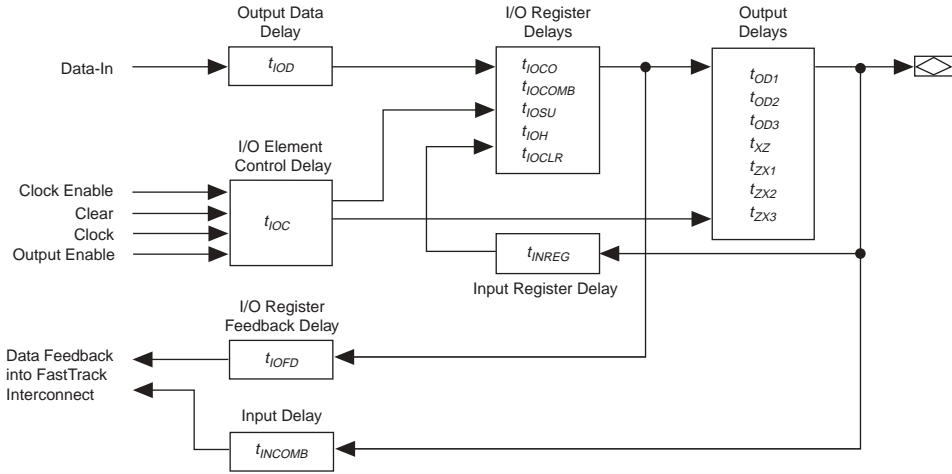 Output Data
Delay
I/O Register
Delays
Output
Delays
Data-In
tIOD
tIOCO
tIOCOMB
tIOSU
tIOH
tIOCLR
tOD1
tOD2
tOD3
tXZ
tZX1
tZX2
tZX3
I/O Element
Control Delay
Clock Enable
Clear
Clock
Output Enable
tIOC
tINREG
Input Register Delay
I/O Register
Feedback Delay
tIOFD
Data Feedback
into FastTrack
Interconnect
Input Delay
tINCOMB